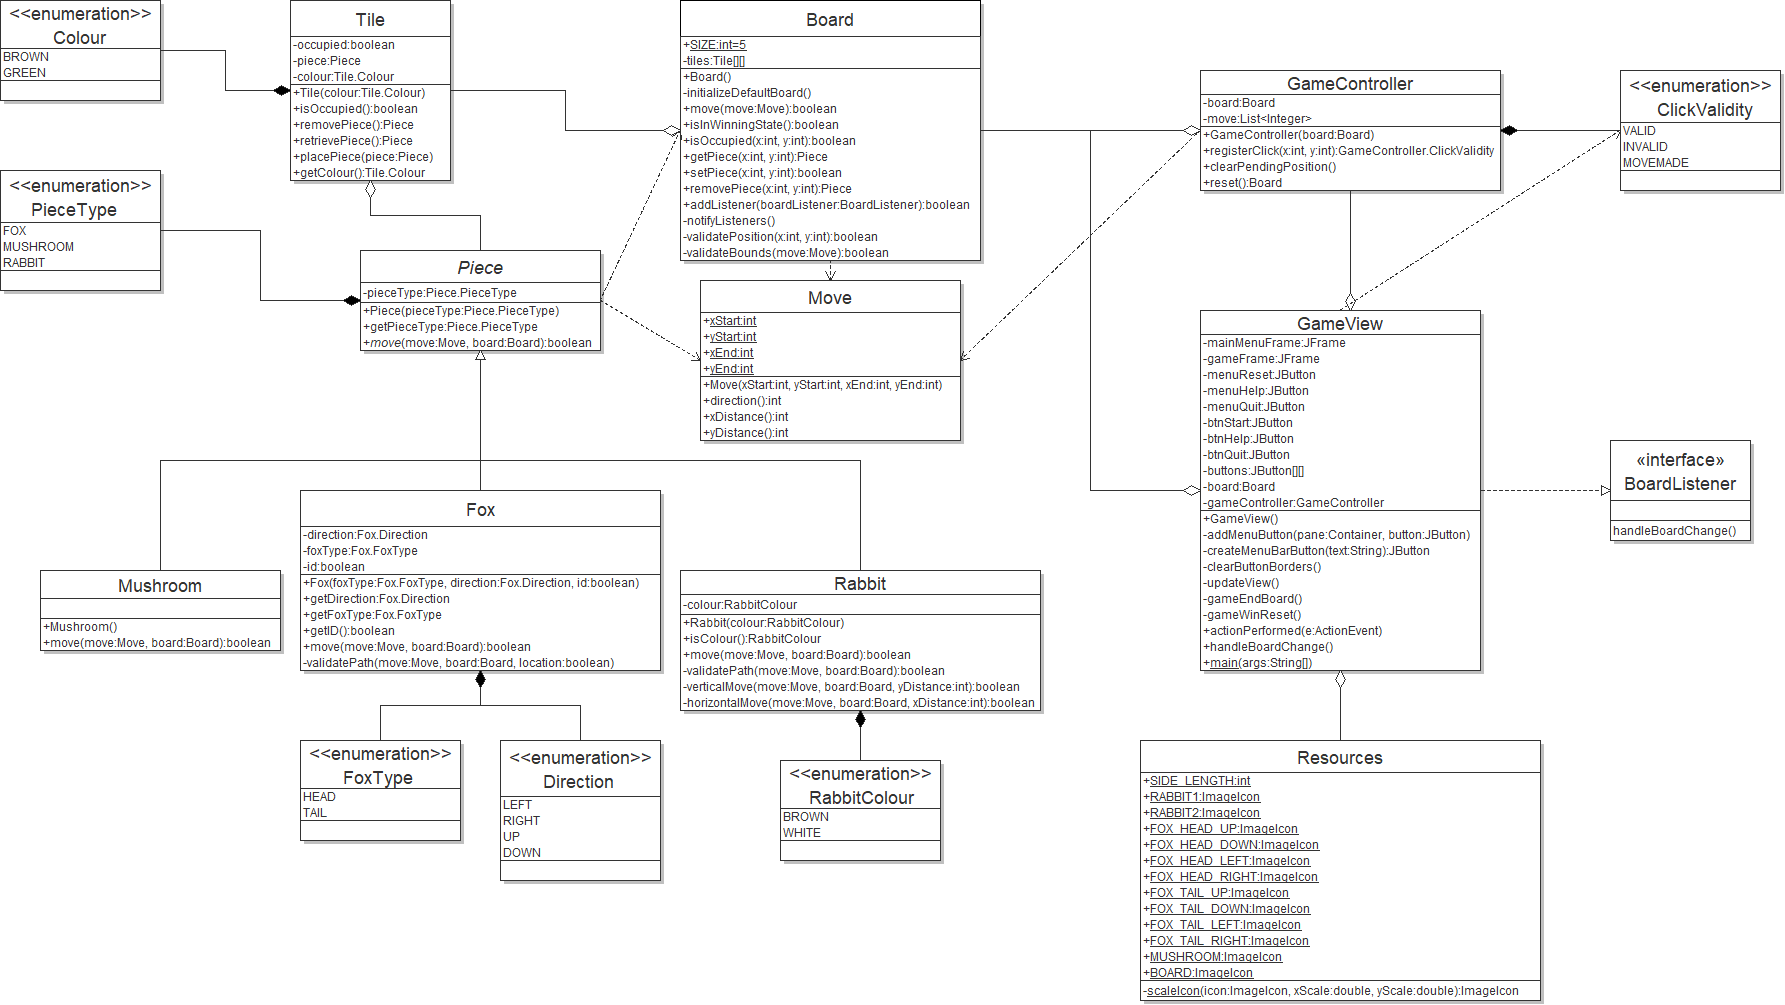 <<enumeration>>
Colour
BROWN
GREEN
Tile
-occupied:boolean
-piece:Piece
-colour:Tile.Colour
+Tile(colour:Tile.Colour)
+isOccupied():boolean
+removePiece():Piece
+retrievePiece():Piece
+placePiece(piece:Piece)
+getColour():Tile.Colour
Board
+SIZE:int=5
-tiles:Tile[][]
+Board()
-initializeDefaultBoard()
+move(move:Move):boolean
+isInWinningState():boolean
+isOccupied(x:int, y:int):boolean
+getPiece(x:int, y:int):Piece
+setPiece(x:int, y:int):boolean
+removePiece(x:int, y:int):Piece
+addListener(boardListener:BoardListener):boolean
-notifyListeners()
-validatePosition(x:int, y:int):boolean
-validateBounds(move:Move):boolean
GameController
-board:Board
-move:List<Integer>
+GameController(board:Board)
+registerClick(x:int, y:int):GameController.ClickValidity
+clearPendingPosition()
+reset():Board
<<enumeration>>
ClickValidity
VALID
INVALID
MOVEMADE
<<enumeration>>
PieceType
FOX
MUSHROOM
RABBIT
Piece
-pieceType:Piece.PieceType
+Piece(pieceType:Piece.PieceType)
+getPieceType:Piece.PieceType
+move(move:Move, board:Board):boolean
Move
+xStart:int
+yStart:int
+xEnd:int
+yEnd:int
+Move(xStart:int, yStart:int, xEnd:int, yEnd:int)
+direction():int
+xDistance():int
+yDistance():int
GameView
-mainMenuFrame:JFrame
-gameFrame:JFrame
-menuReset:JButton
-menuHelp:JButton
-menuQuit:JButton
-btnStart:JButton
-btnHelp:JButton
-btnQuit:JButton
-buttons:JButton[][]
-board:Board
-gameController:GameController
+GameView()
-addMenuButton(pane:Container, button:JButton)
-createMenuBarButton(text:String):JButton
-clearButtonBorders()
-updateView()
-gameEndBoard()
-gameWinReset()
+actionPerformed(e:ActionEvent)
+handleBoardChange()
+main(args:String[])
«interface»
BoardListener
handleBoardChange()
Mushroom
+Mushroom()
+move(move:Move, board:Board):boolean
Fox
-direction:Fox.Direction
-foxType:Fox.FoxType
-id:boolean
+Fox(foxType:Fox.FoxType, direction:Fox.Direction, id:boolean)
+getDirection:Fox.Direction
+getFoxType:Fox.FoxType
+getID():boolean
+move(move:Move, board:Board):boolean
-validatePath(move:Move, board:Board, location:boolean)
Rabbit
-colour:RabbitColour
+Rabbit(colour:RabbitColour)
+isColour():RabbitColour
+move(move:Move, board:Board):boolean
-validatePath(move:Move, board:Board):boolean
-verticalMove(move:Move, board:Board, yDistance:int):boolean
-horizontalMove(move:Move, board:Board, xDistance:int):boolean
<<enumeration>>
FoxType
HEAD
TAIL
<<enumeration>>
Direction
LEFT
RIGHT
UP
DOWN
<<enumeration>>
RabbitColour
BROWN
WHITE
Resources
+SIDE_LENGTH:int
+RABBIT1:ImageIcon
+RABBIT2:ImageIcon
+FOX_HEAD_UP:ImageIcon
+FOX_HEAD_DOWN:ImageIcon
+FOX_HEAD_LEFT:ImageIcon
+FOX_HEAD_RIGHT:ImageIcon
+FOX_TAIL_UP:ImageIcon
+FOX_TAIL_DOWN:ImageIcon
+FOX_TAIL_LEFT:ImageIcon
+FOX_TAIL_RIGHT:ImageIcon
+MUSHROOM:ImageIcon
+BOARD:ImageIcon
-scaleIcon(icon:ImageIcon, xScale:double, yScale:double):ImageIcon